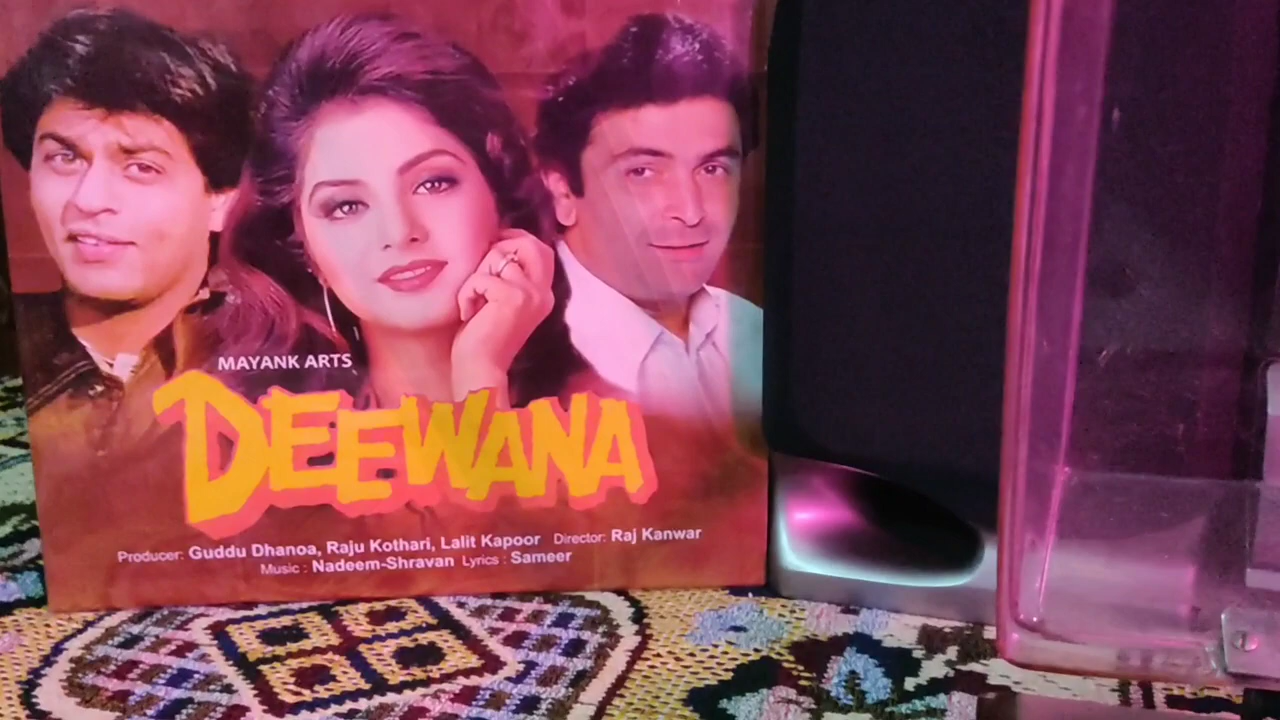 MAYANK ARTS
DEEWANA
Producer: Guddu Dhanoa, Raju Kothari, Lalit Kapoor Director: Raj Kanwar
Music : Nadeem-Shravan Lyrics : Sameer